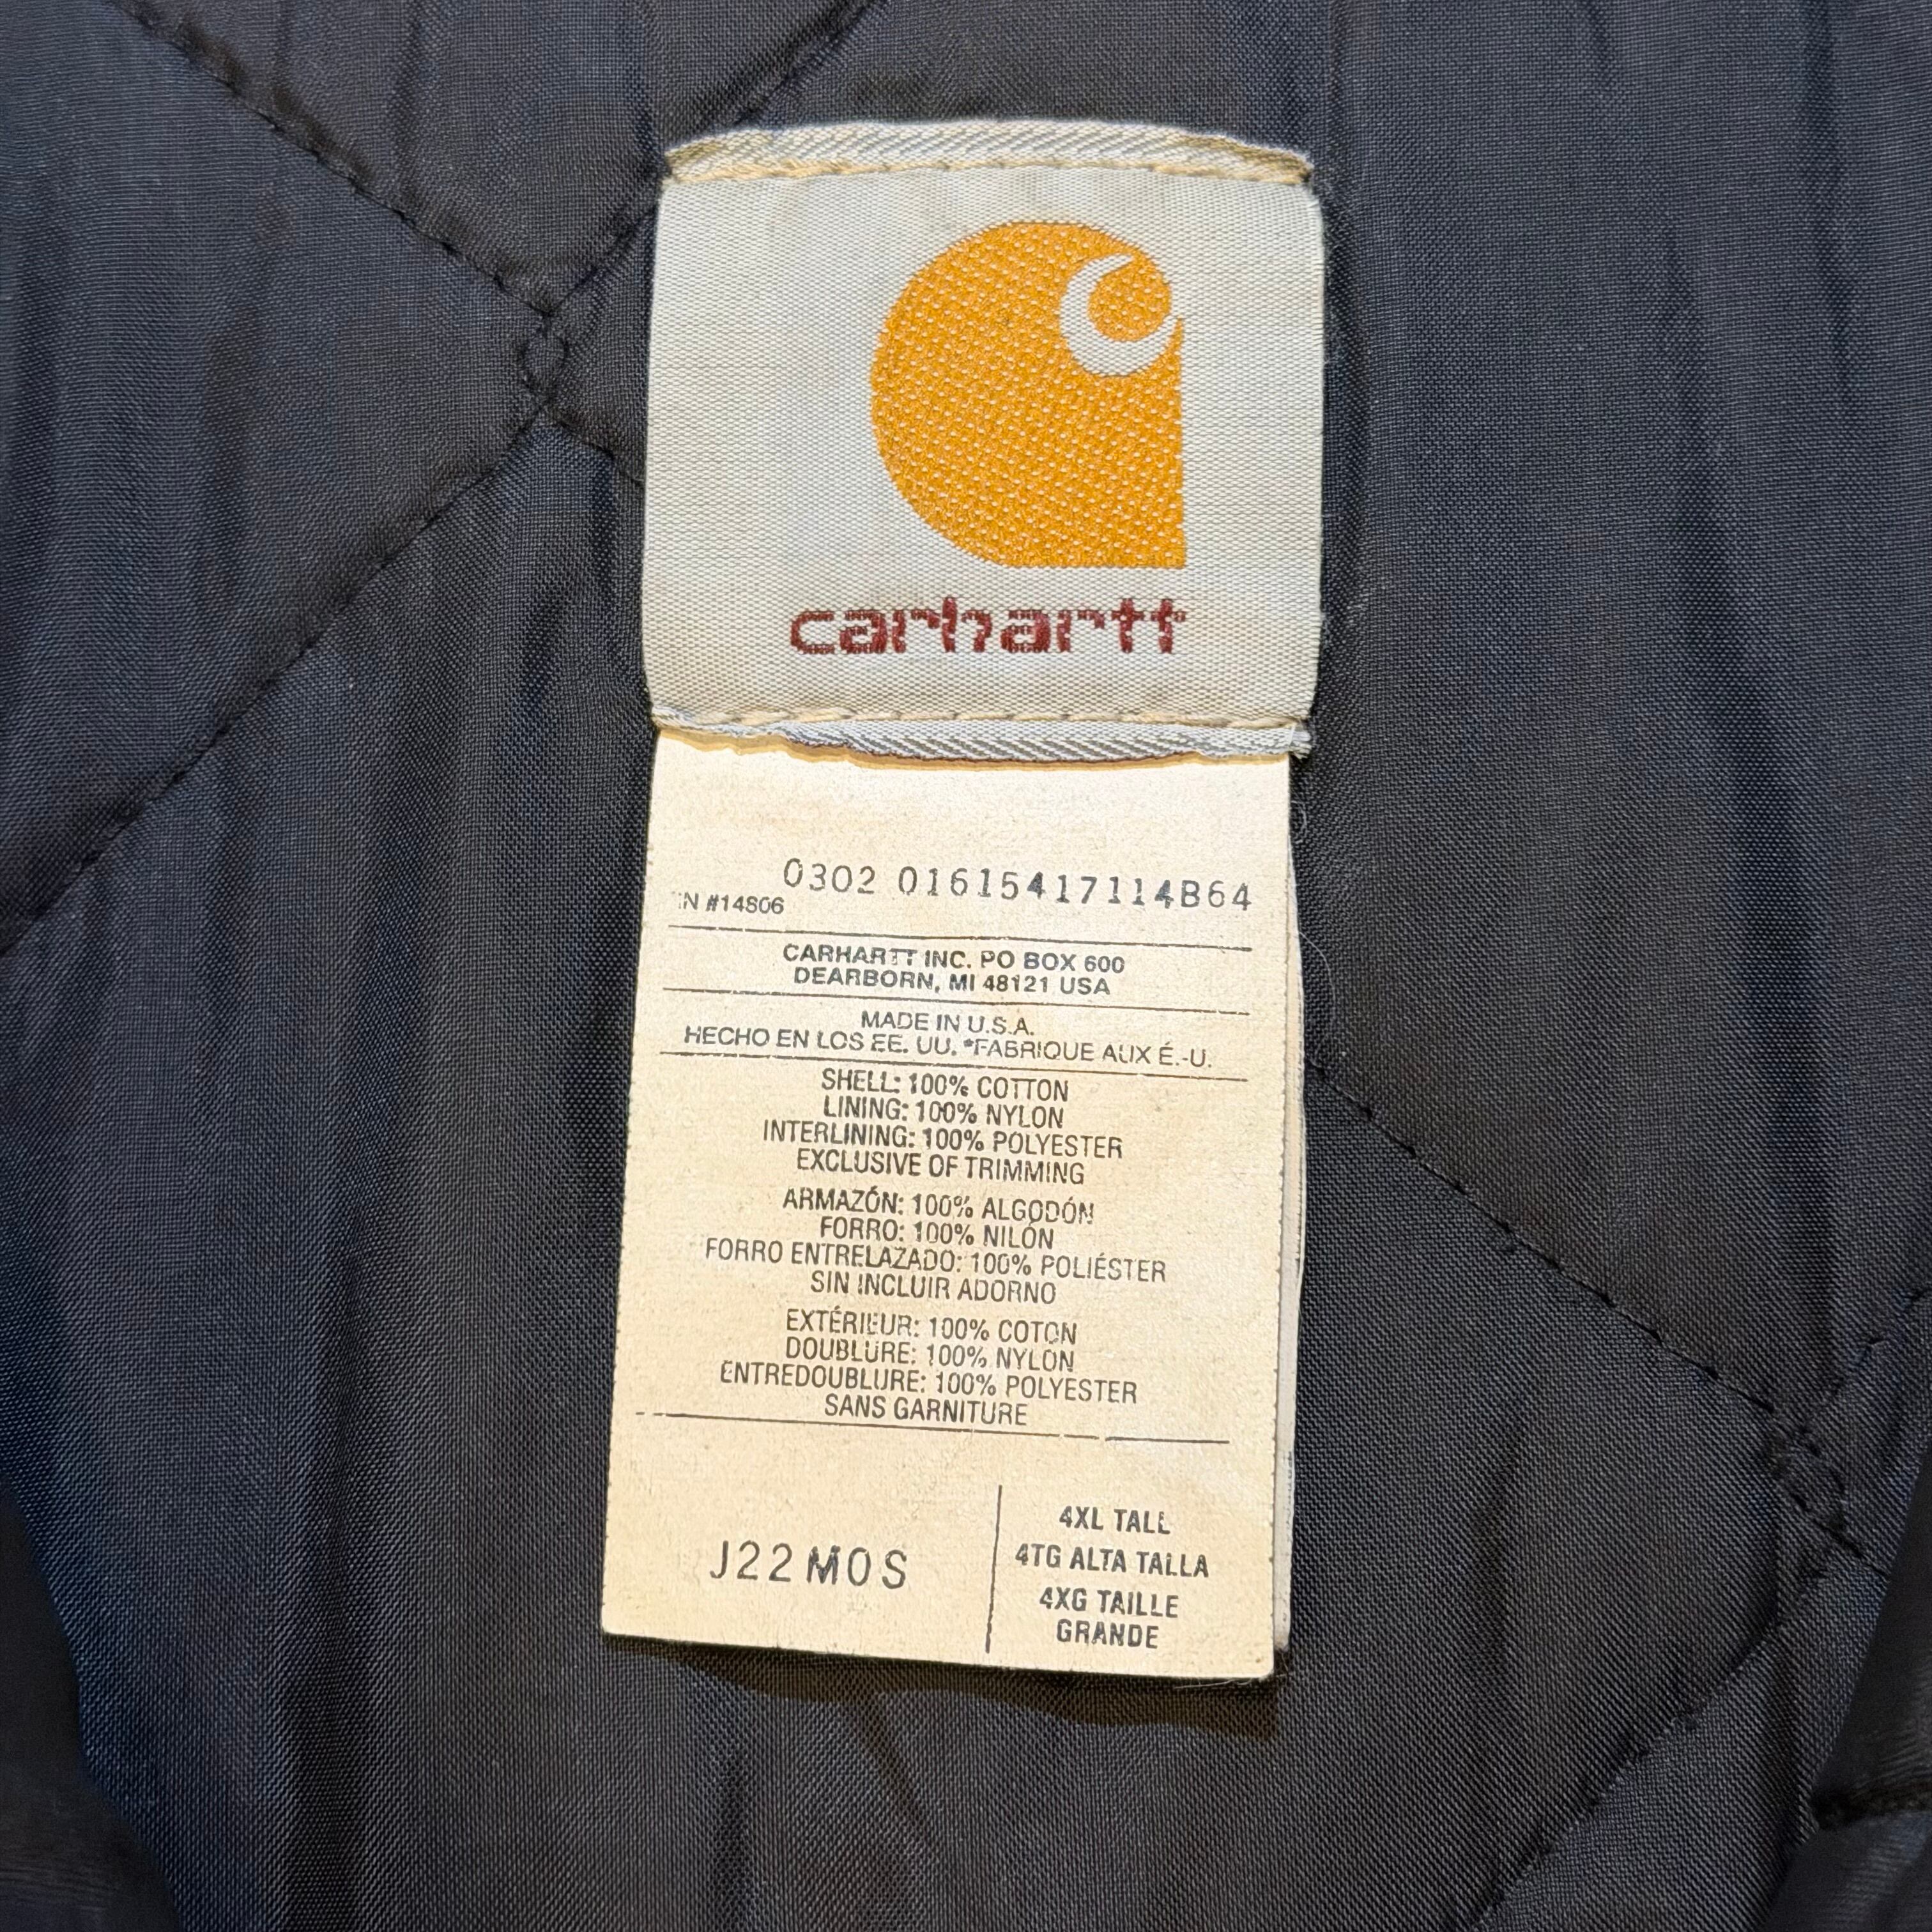 carhartt
0302 01615417114B64
N #14806
CARHARTT INC. PO BOX 600
DEARBORN, MI 48121 USA
MADE IN U.S.A.
HECHO EN LOS EE. UU. *FABRIQUE AUX É.-U.
SHELL: 100% COTTON
LINING: 100% NYLON
INTERLINING: 100% POLYESTER
EXCLUSIVE OF TRIMMING
ARMAZÓN: 100% ALGODÓN
FORRO: 100% NILÓN
FORRO ENTRELAZADO: 100% POLIÉSTER
SIN INCLUIR ADORNO
EXTÉRIEUR: 100% COTON
DOUBLURE: 100% NYLON
ENTREDOUBLURE: 100% POLYESTER
SANS GARNITURE
J22MOS
4XL TALL
4TG ALTA TALLA
4XG TAILLE
GRANDE